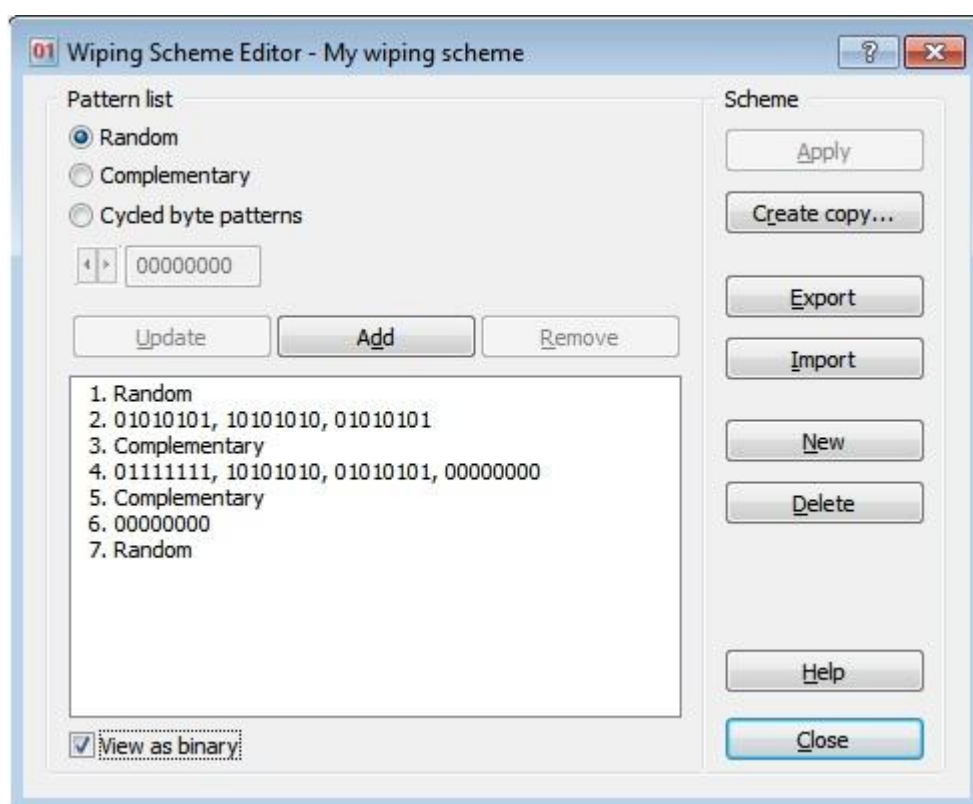 01 Wiping Scheme Editor - My wiping scheme
Pattern list
Random
Complementary
Cycled byte patterns
00000000
Update Add Remove
1. Random
2. 01010101, 10101010, 01010101
3. Complementary
4. 01111111, 10101010, 01010101, 00000000
5. Complementary
6. 00000000
7. Random
View as binary
Scheme
Apply
Create copy...
Export
Import
New
Delete
Help
Close